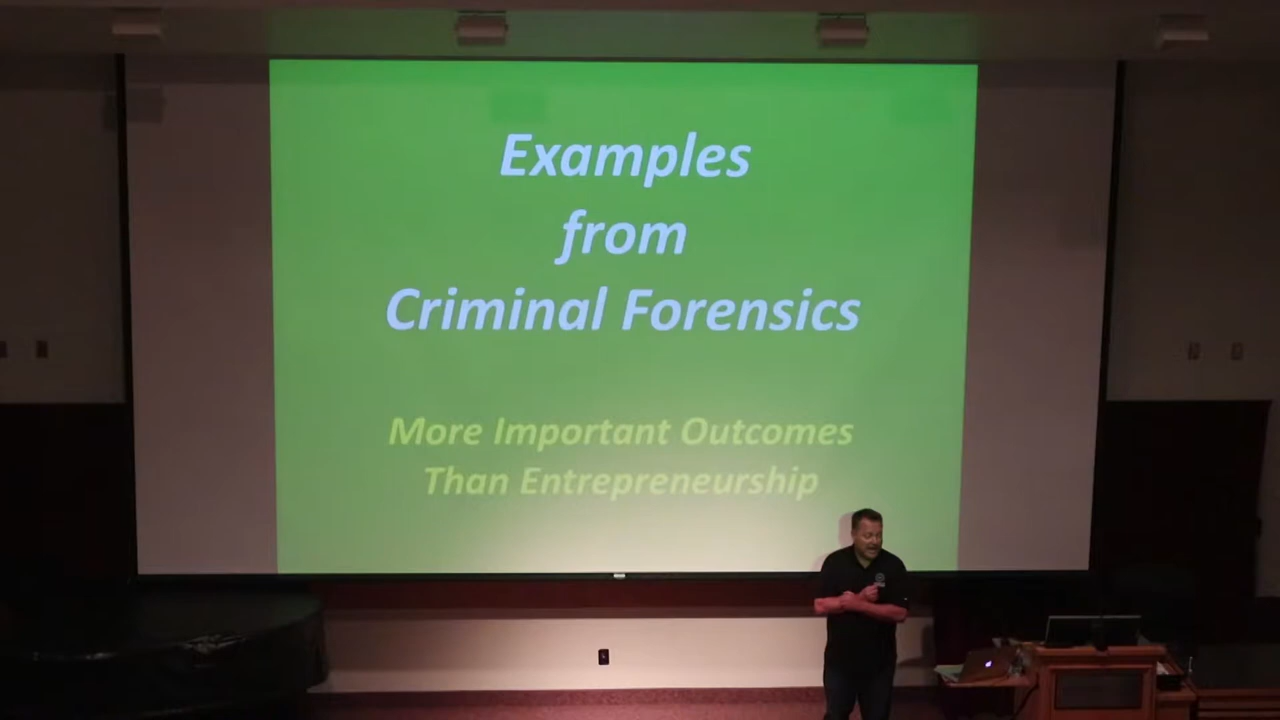 Examples
from
Criminal Forensics
More Important Outcomes
Than Entrepreneurship